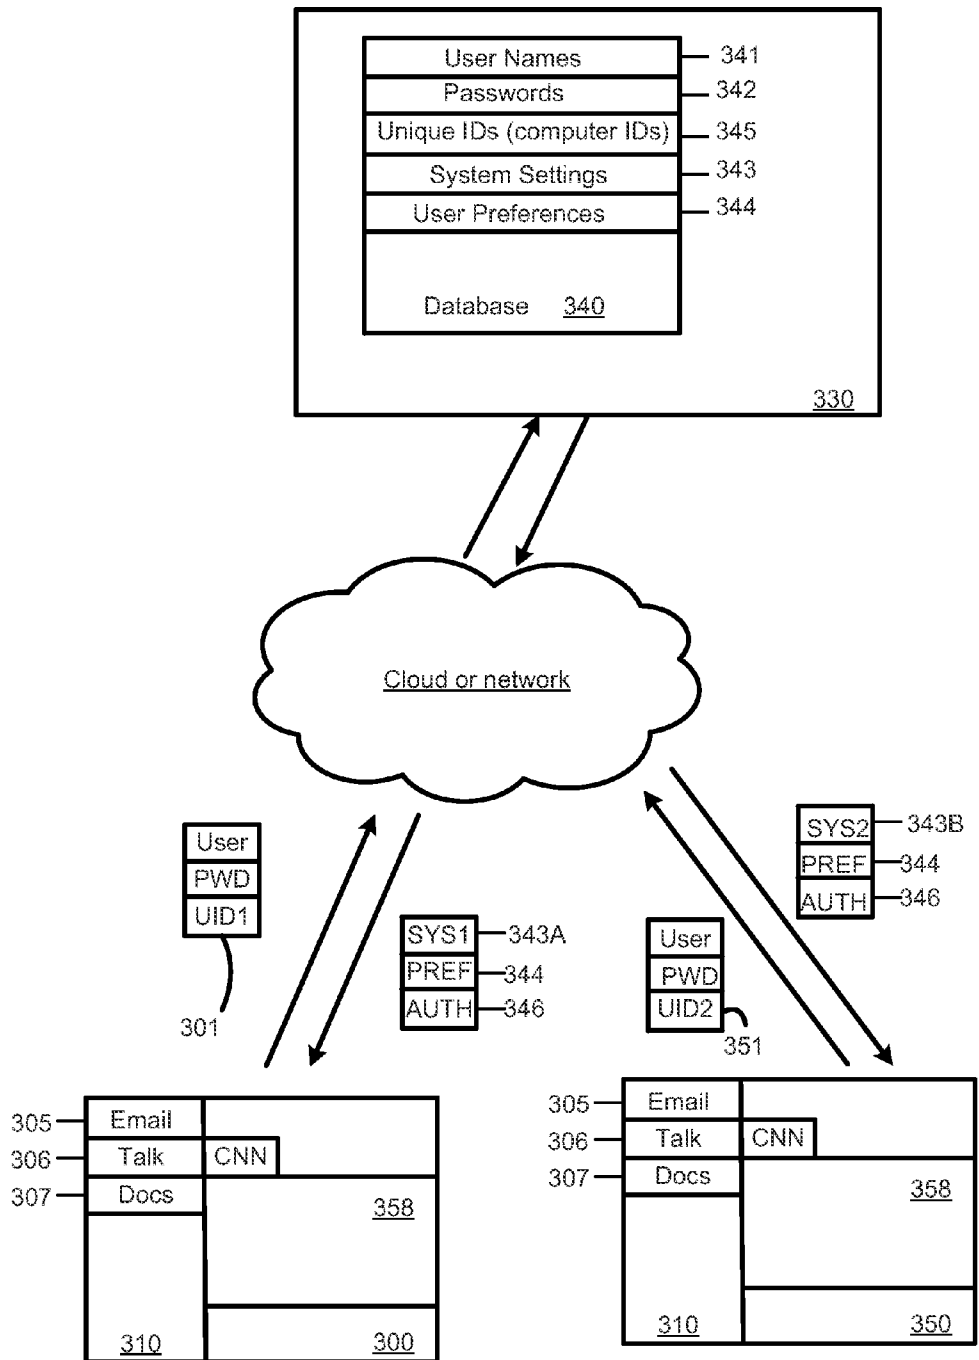 User Names 341
Passwords 342
Unique IDs (computer IDs) 345
System Settings 343
User Preferences 344
Database 340
330
Cloud or network
User
PWD
UID1
301
SYS1 343A
PREF 344
AUTH 346
User
PWD
UID2
351
SYS2 343B
PREF 344
AUTH 346
305 Email
306 Talk CNN
307 Docs
358
310 300
305 Email
306 Talk CNN
307 Docs
358
310 350